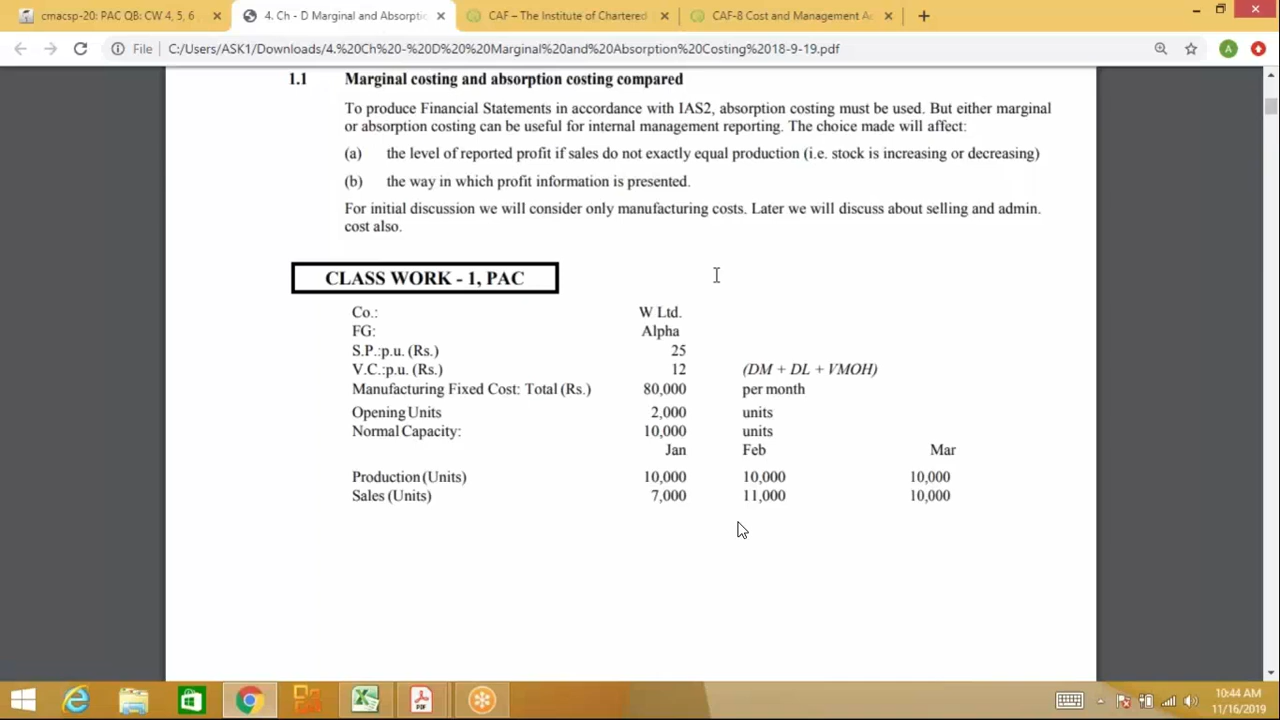 cmacsp-20: PAC QB: CW 4, 5, 6
4. Ch - D Marginal and Absorptio
CAF – The Institute of Chartered
CAF-8 Cost and Management Ac
File
C:/Users/ASK1/Downloads/4.%20Ch%20-%20D%20%20Marginal%20and%20Absorption%20Costing%2018-9-19.pdf
A
1.1 Marginal costing and absorption costing compared
To produce Financial Statements in accordance with IAS2, absorption costing must be used. But either marginal
or absorption costing can be useful for internal management reporting. The choice made will affect:
(a) the level of reported profit if sales do not exactly equal production (i.e. stock is increasing or decreasing)
(b) the way in which profit information is presented.
For initial discussion we will consider only manufacturing costs. Later we will discuss about selling and admin.
cost also.
CLASS WORK - 1, PAC
Co.: W Ltd.
FG: Alpha
S.P.:p.u. (Rs.) 25
V.C.:p.u. (Rs.) 12 (DM + DL + VMOH)
Manufacturing Fixed Cost: Total (Rs.) 80,000 per month
Opening Units 2,000 units
Normal Capacity: 10,000 units
Jan Feb Mar
Production (Units) 10,000 10,000 10,000
Sales (Units) 7,000 11,000 10,000
PDF
10:44 AM
11/16/2019